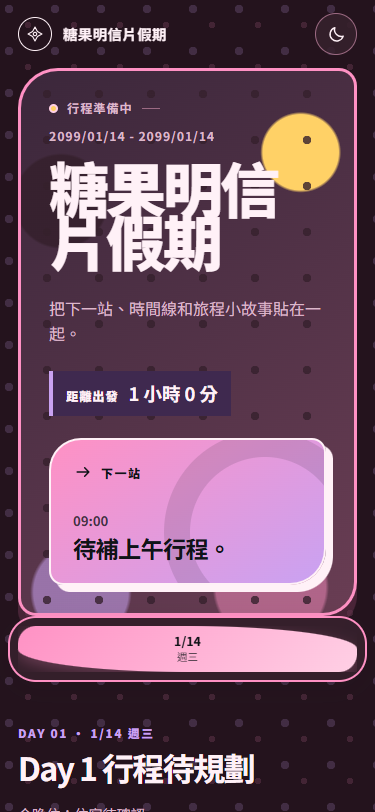 糖果明信片假期
行程準備中
2099/01/14 - 2099/01/14
糖果明信
片假期
把下一站、時間線和旅程小故事貼在一
起。
距離出發 1 小時 0 分
下一站
09:00
待補上午行程。
1/14
週三
DAY 01 · 1/14 週三
Day 1 行程待規劃